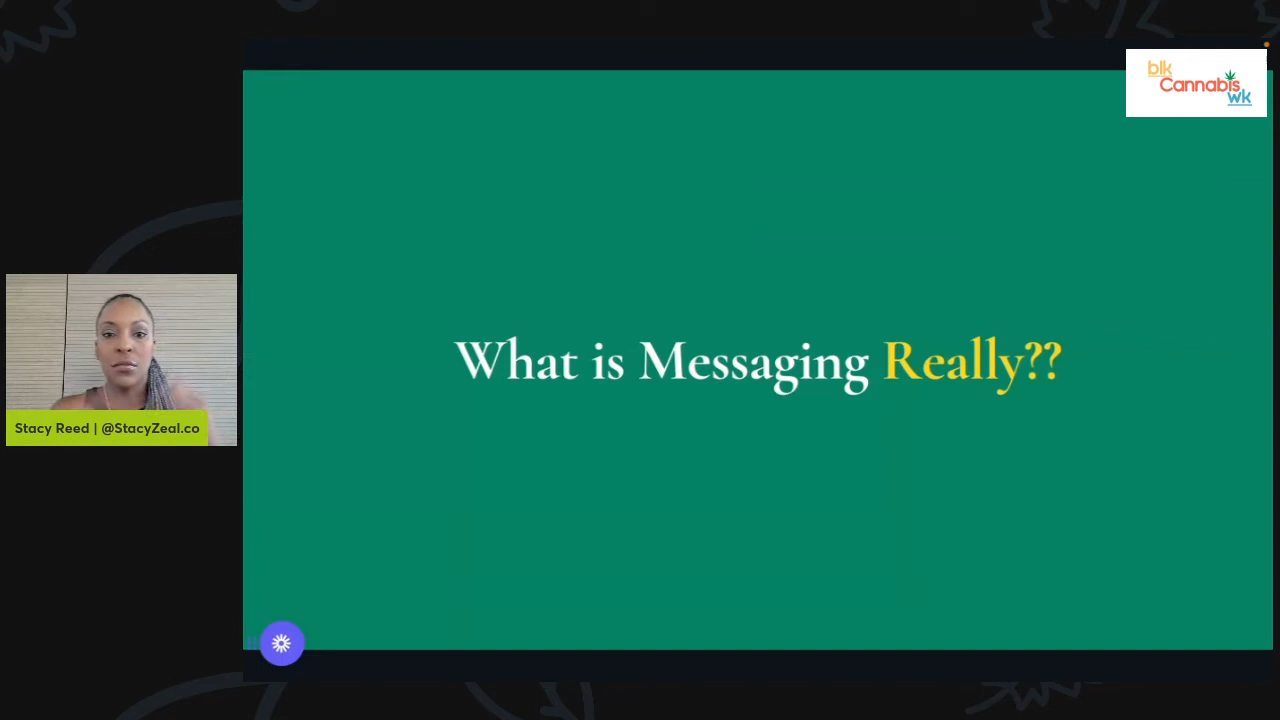 blk
Cannabis
wk
What is Messaging Really??
Stacy Reed | @StacyZeal.co